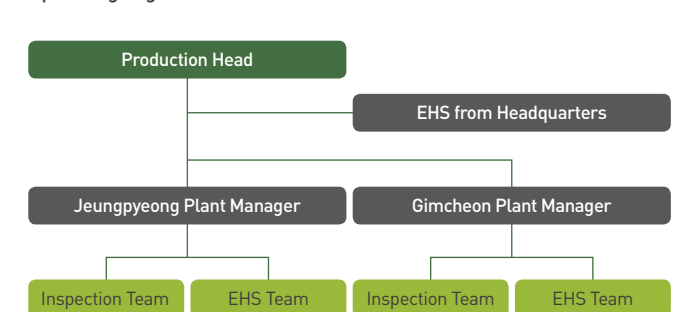 Production Head
EHS from Headquarters
Jeungpyeong Plant Manager Gimcheon Plant Manager
Inspection Team EHS Team Inspection Team EHS Team